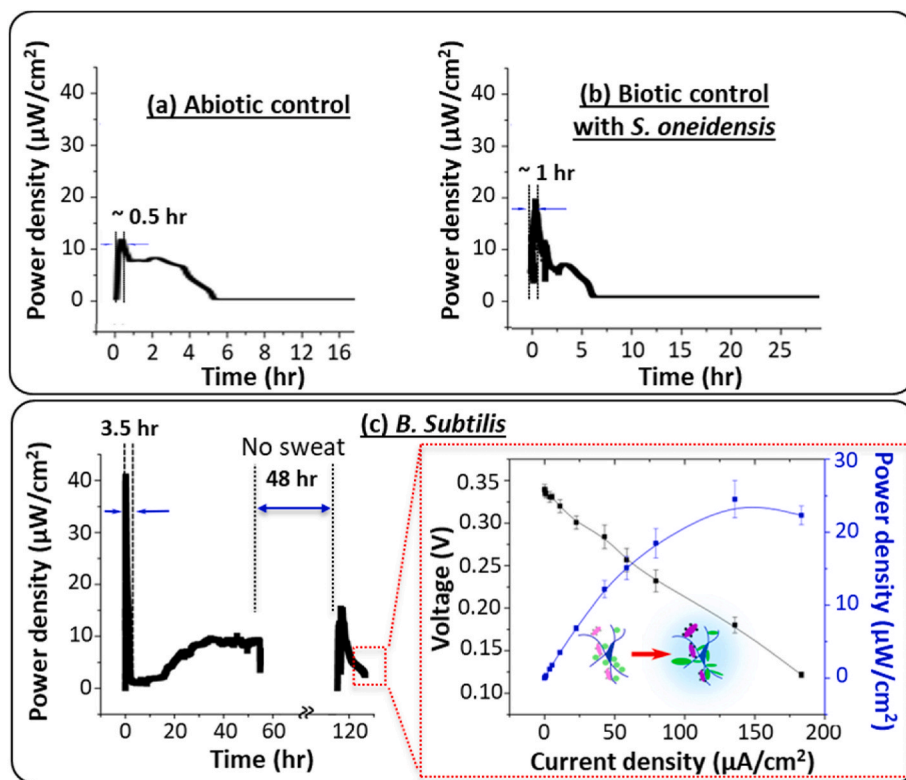 (a) Abiotic control
Power density (µW/cm²)
40
30
20
10
0
~ 0.5 hr
0 2 4 6 8 12 16
Time (hr)
(b) Biotic control
with S. oneidensis
Power density (µW/cm²)
40
30
20
10
0
~ 1 hr
0 5 10 15 20 25
Time (hr)
(c) B. Subtilis
3.5 hr
No sweat
48 hr
Power density (µW/cm²)
40
30
20
10
0
0 20 40 60 120
Time (hr)
Voltage (V)
0.35
0.30
0.25
0.20
0.15
0.10
Power density (µW/cm²)
30
20
10
0
0 50 100 150 200
Current density (µA/cm²)